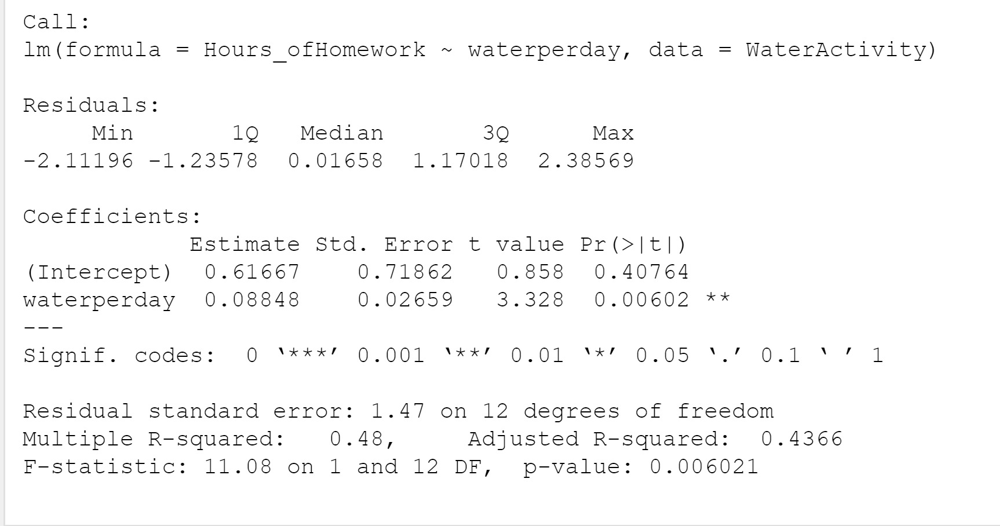 Call:
lm(formula = Hours_ofHomework ~ waterperday, data = WaterActivity)
Residuals:
     Min       1Q   Median       3Q      Max
-2.11196 -1.23578  0.01658  1.17018  2.38569
Coefficients:
            Estimate Std. Error t value Pr(>|t|)
(Intercept)  0.61667    0.71862   0.858  0.40764
waterperday  0.08848    0.02659   3.328  0.00602 **
---
Signif. codes:  0 ‘***’ 0.001 ‘**’ 0.01 ‘*’ 0.05 ‘.’ 0.1 ‘ ’ 1
Residual standard error: 1.47 on 12 degrees of freedom
Multiple R-squared:   0.48,     Adjusted R-squared:  0.4366
F-statistic: 11.08 on 1 and 12 DF,  p-value: 0.006021